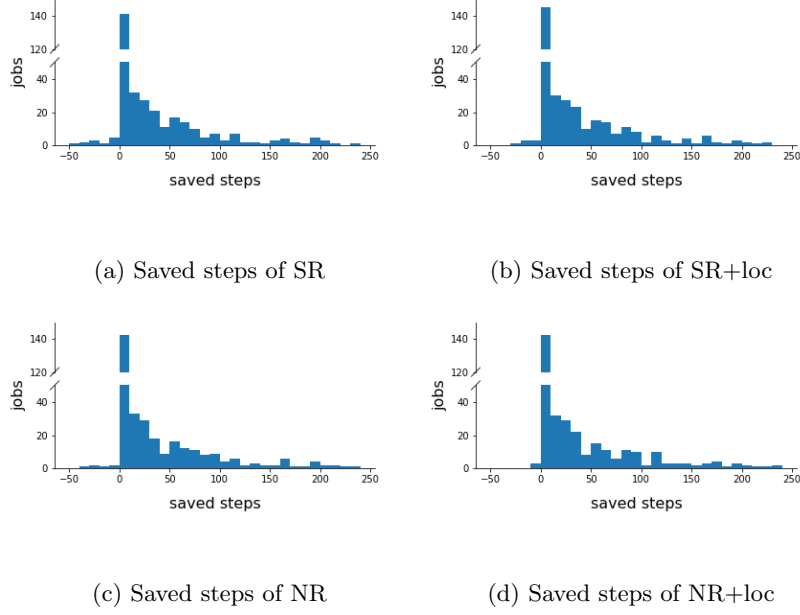 140
120
40
20
0
jobs
−50 0 50 100 150 200 250
saved steps
(a) Saved steps of SR
140
120
40
20
0
jobs
−50 0 50 100 150 200 250
saved steps
(b) Saved steps of SR+loc
140
120
40
20
0
jobs
−50 0 50 100 150 200 250
saved steps
(c) Saved steps of NR
140
120
40
20
0
jobs
−50 0 50 100 150 200 250
saved steps
(d) Saved steps of NR+loc